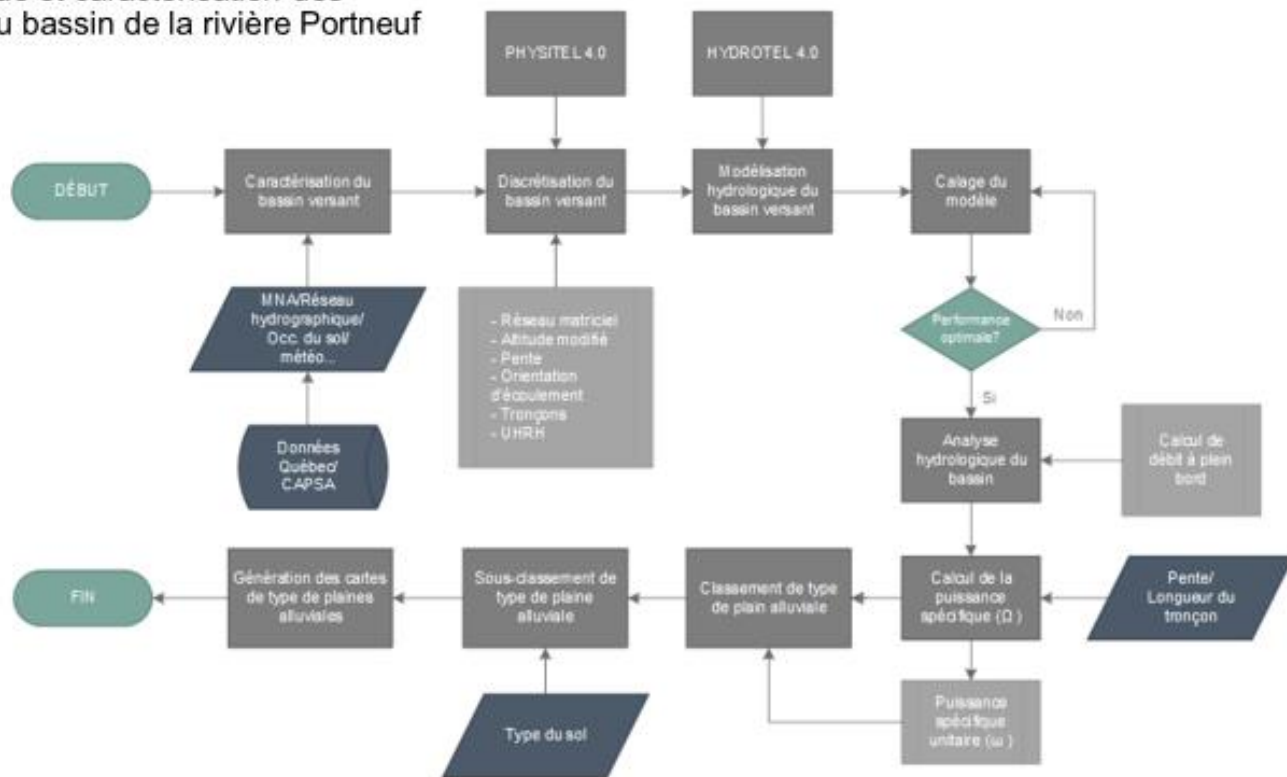 u bassin de la rivière Portneuf
PHYSITEL 4.0
HYDROTEL 4.0
DÉBUT
Caractérisation du
bassin versant
Discrétisation du
bassin versant
Modélisation
hydrologique du
bassin versant
Calage du
modèle
MNA/Réseau
hydrographique/
Occ. du sol/
météo...
- Réseau matriciel
- Altitude modifié
- Pente
- Orientation
d'écoulement
- Tronçons
- UHRH
Performance
optimale?
Non
Si
Données
Québec/
CAPSA
Analyse
hydrologique du
bassin
Calcul de
débit à plein
bord
FIN
Génération des cartes
de type de plaines
alluviales
Sous-classement de
type de plaine
alluviale
Classement de type
de plain alluviale
Calcul de la
puissance
spécifique (Ω )
Pente/
Longueur du
tronçon
Type du sol
Puissance
spécifique
unitaire (ω )